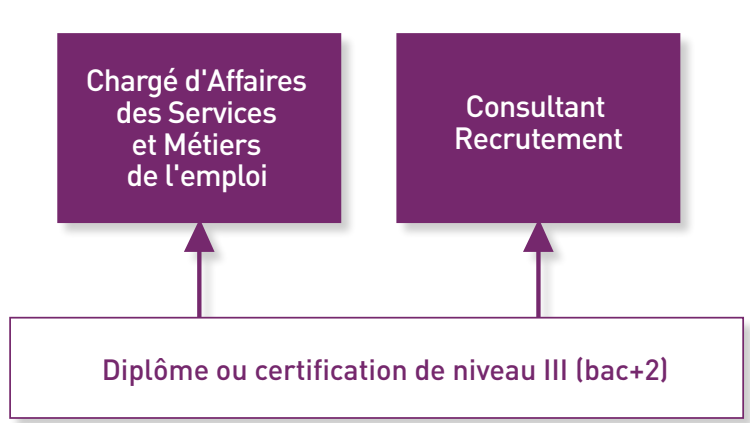 Chargé d'Affaires
des Services
et Métiers
de l'emploi
Consultant
Recrutement
Diplôme ou certification de niveau III (bac+2)